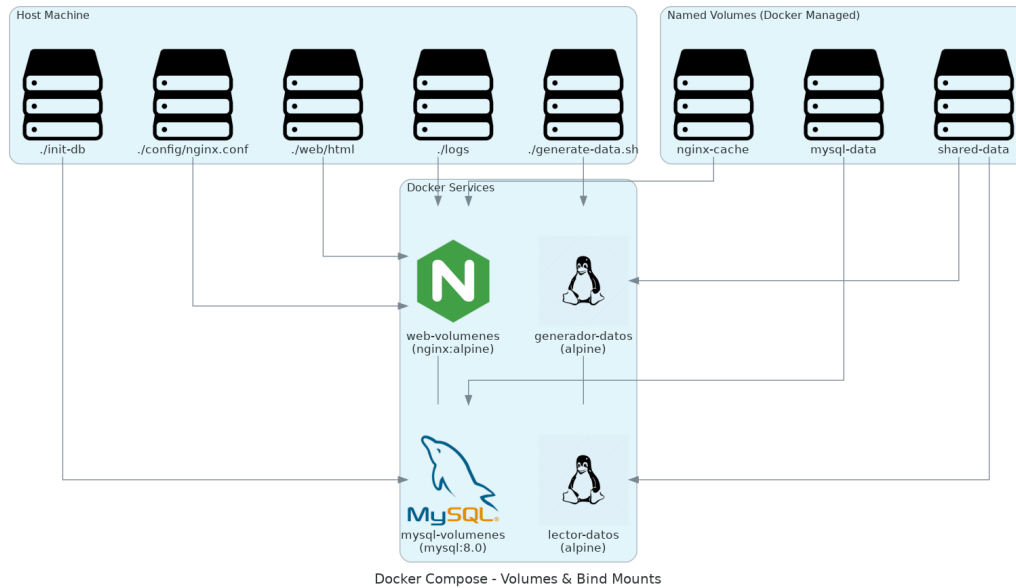 Host Machine
Named Volumes (Docker Managed)
./init-db
./config/nginx.conf
./web/html
./logs
./generate-data.sh
nginx-cache
mysql-data
shared-data
Docker Services
N
web-volumenes
(nginx:alpine)
generador-datos
(alpine)
MySQL®
mysql-volumenes
(mysql:8.0)
lector-datos
(alpine)
Docker Compose - Volumes & Bind Mounts